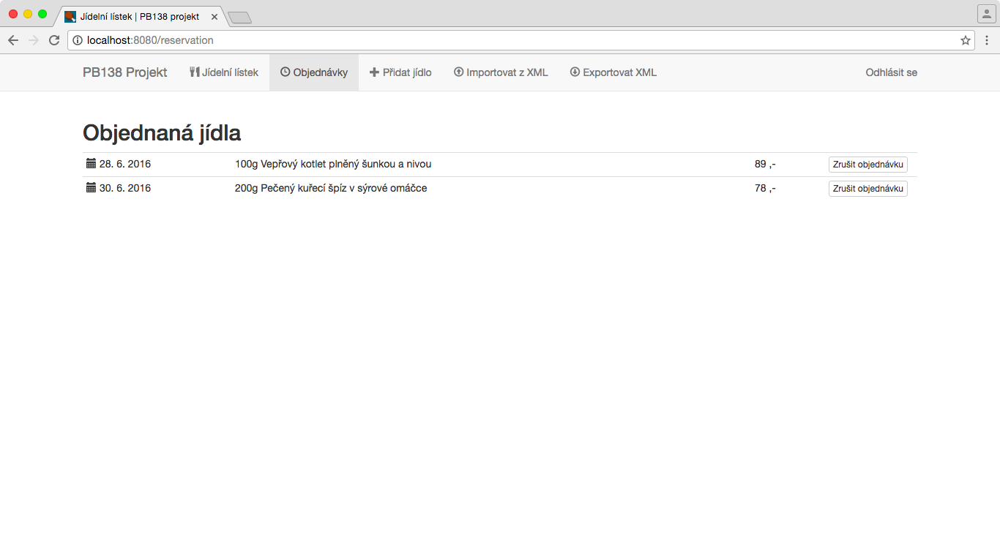 Jídelní lístek | PB138 projekt
localhost:8080/reservation
PB138 Projekt Jídelní lístek Objednávky Přidat jídlo Importovat z XML Exportovat XML Odhlásit se
Objednaná jídla
28. 6. 2016 100g Vepřový kotlet plněný šunkou a nivou 89 ,- Zrušit objednávku
30. 6. 2016 200g Pečený kuřecí špíz v sýrové omáčce 78 ,- Zrušit objednávku